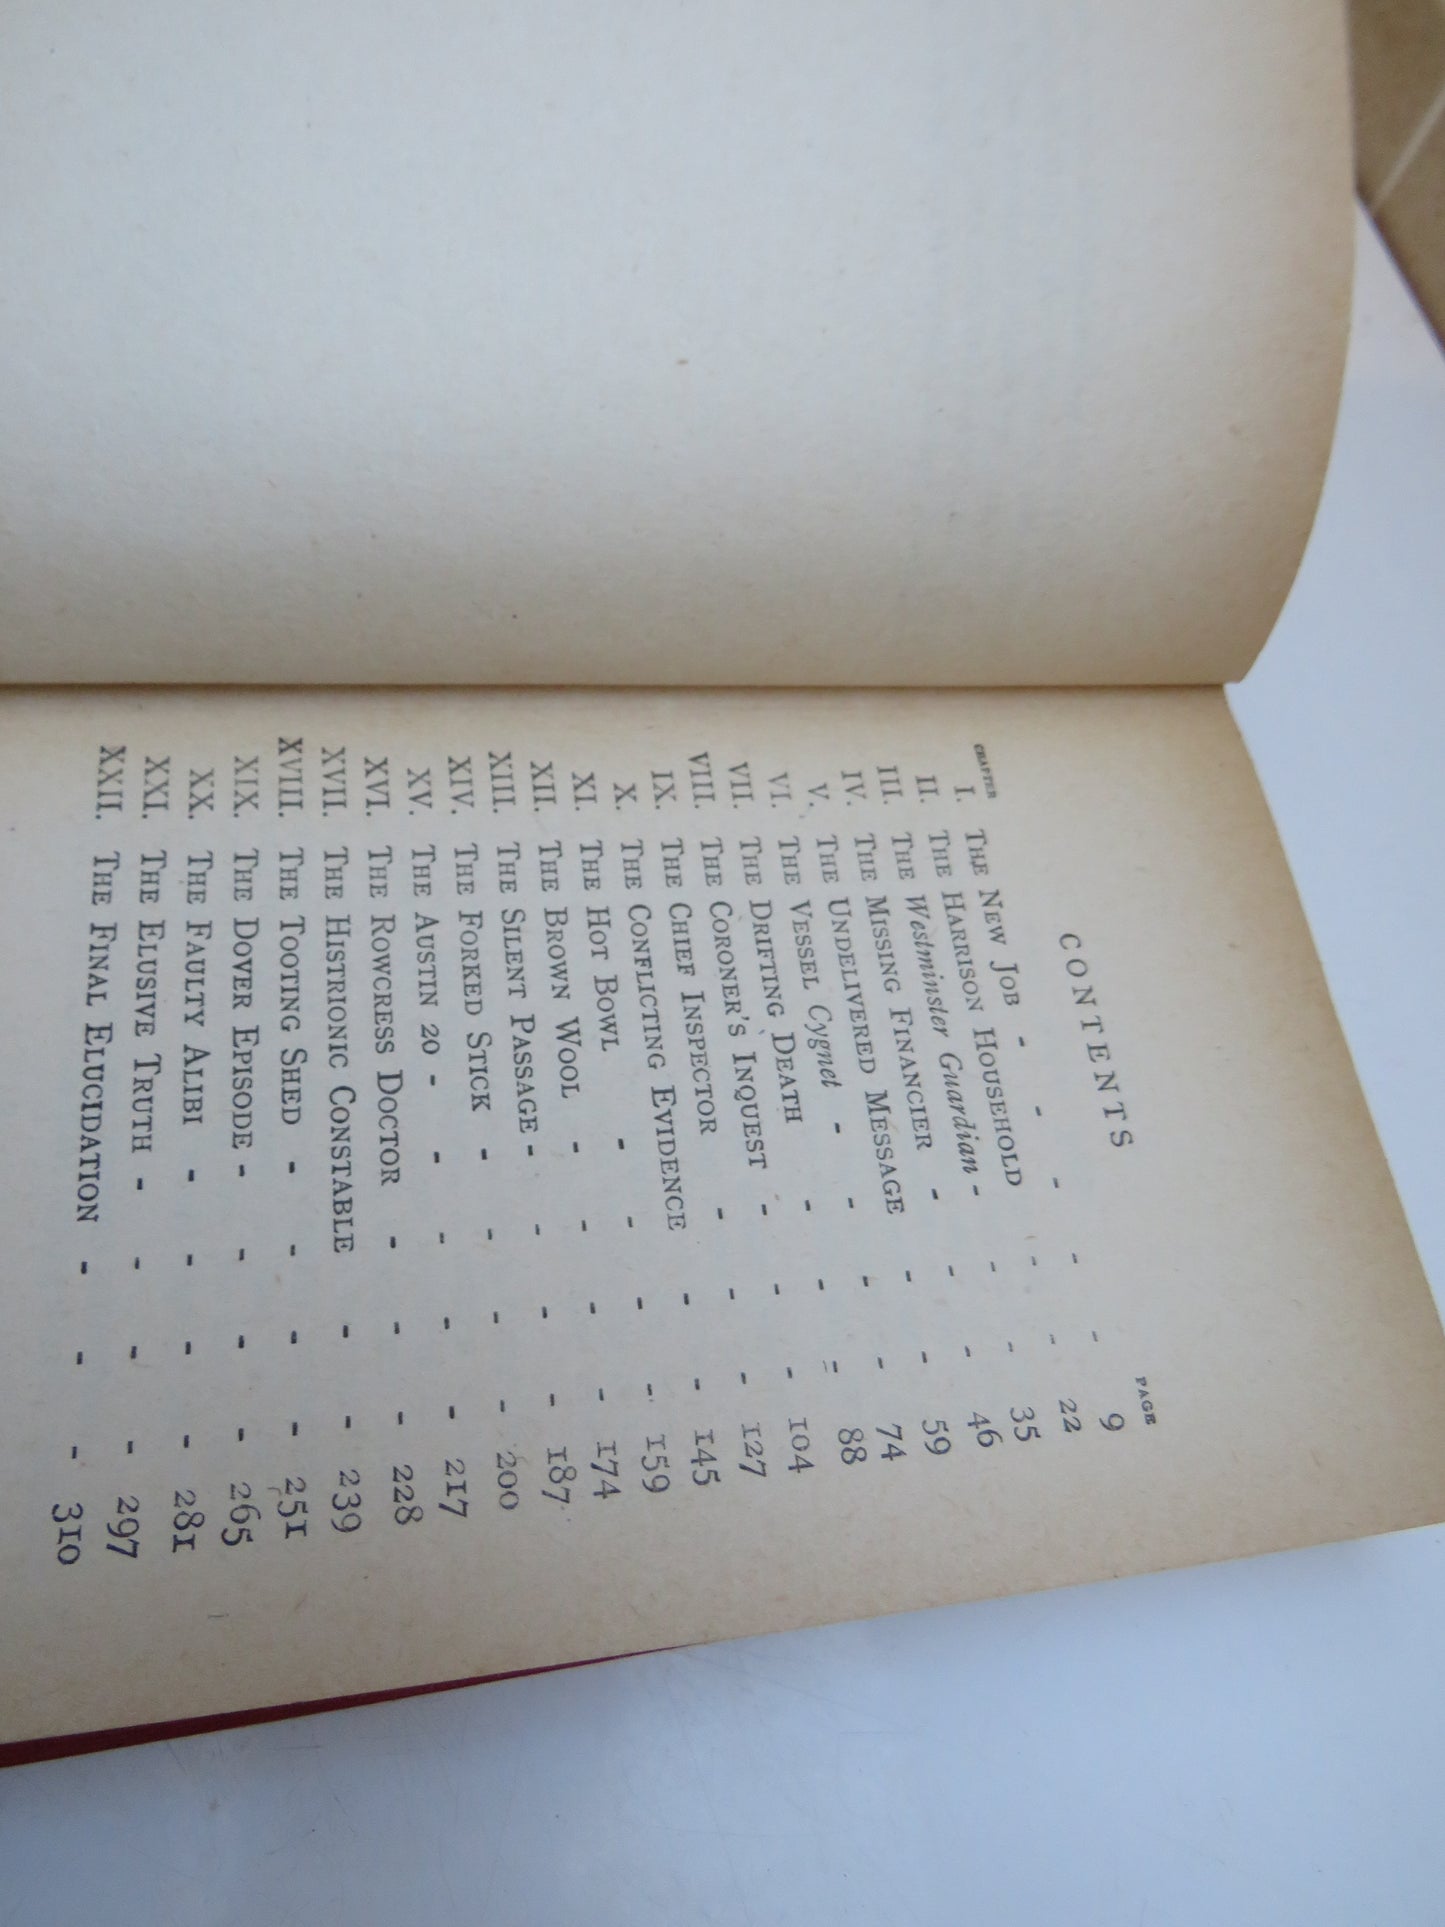 CONTENTS
CHAPTER PAGE
I. THE NEW JOB - - - - - 9
II. THE HARRISON HOUSEHOLD - - - 22
III. THE Westminster Guardian - - - 35
IV. THE MISSING FINANCIER - - - 46
V. THE UNDELIVERED MESSAGE - - 59
VI. THE VESSEL Cygnet - - - - 74
VII. THE DRIFTING DEATH - - - 88
VIII. THE CORONER'S INQUEST - - - 104
IX. THE CHIEF INSPECTOR - - - 127
X. THE CONFLICTING EVIDENCE - - 145
XI. THE HOT BOWL - - - - 159
XII. THE BROWN WOOL - - - - 174
XIII. THE SILENT PASSAGE - - - - 187
XIV. THE FORKED STICK - - - - 200
XV. THE AUSTIN 20 - - - - - 217
XVI. THE ROWCRESS DOCTOR - - - 228
XVII. THE HISTRIONIC CONSTABLE - - 239
XVIII. THE TOOTING SHED - - - - 251
XIX. THE DOVER EPISODE - - - - 265
XX. THE FAULTY ALIBI - - - - 281
XXI. THE ELUSIVE TRUTH - - - - 297
XXII. THE FINAL ELUCIDATION - - - 310